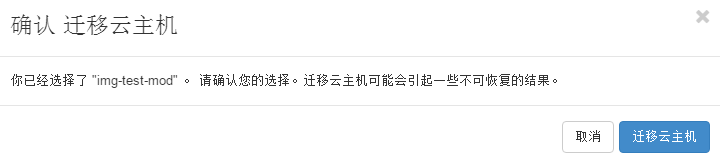 确认 迁移云主机
×
你已经选择了 "img-test-mod" 。 请确认您的选择。迁移云主机可能会引起一些不可恢复的结果。
取消
迁移云主机